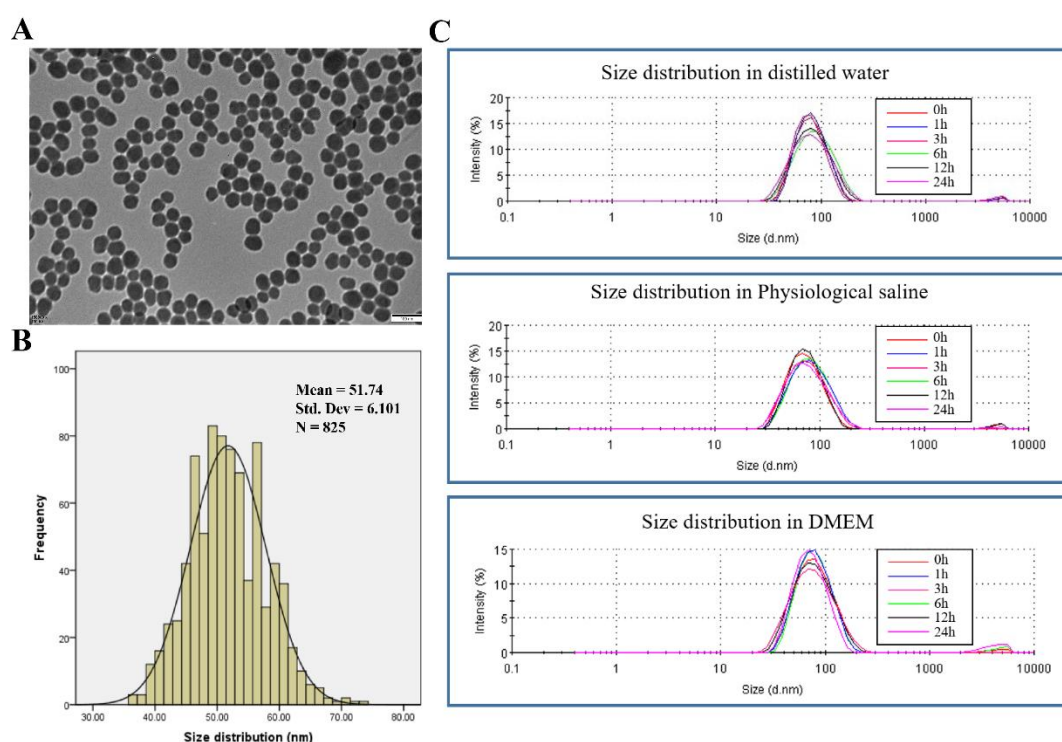 A
B
100
80
60
40
20
0
Frequency
Mean = 51.74
Std. Dev = 6.101
N = 825
30.00 40.00 50.00 60.00 70.00 80.00
Size distribution (nm)
C
Size distribution in distilled water
20
15
10
5
0
Intensity (%)
0h
1h
3h
6h
12h
24h
0.1 1 10 100 1000 10000
Size (d.nm)
Size distribution in Physiological saline
20
15
10
5
0
Intensity (%)
0h
1h
3h
6h
12h
24h
0.1 1 10 100 1000 10000
Size (d.nm)
Size distribution in DMEM
15
10
5
0
Intensity (%)
0h
1h
3h
6h
12h
24h
0.1 1 10 100 1000 10000
Size (d.nm)